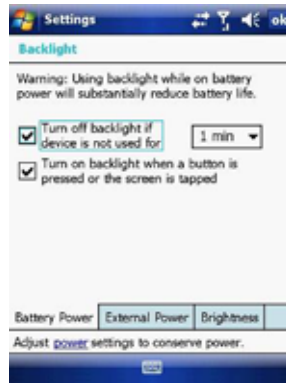 Settings
ok
Backlight
Warning: Using backlight while on battery
power will substantially reduce battery life.
Turn off backlight if
device is not used for
1 min
Turn on backlight when a button is
pressed or the screen is tapped
Battery Power
External Power
Brightness
Adjust power settings to conserve power.